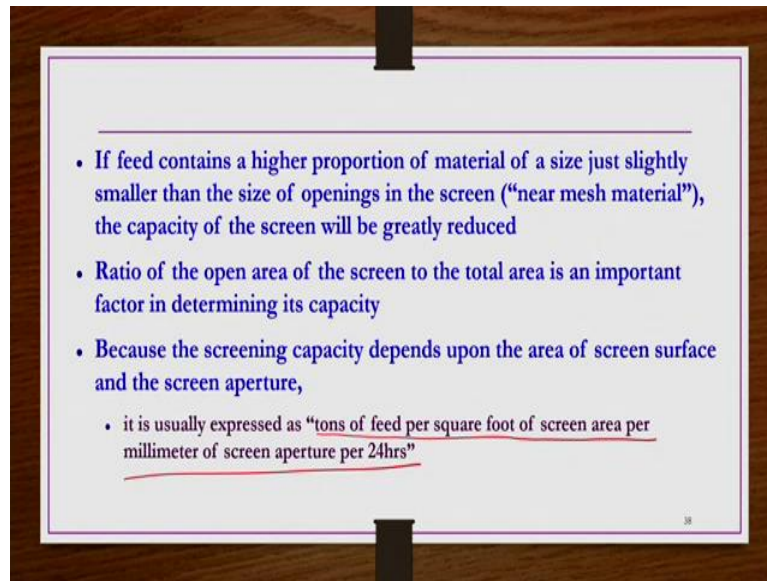 • If feed contains a higher proportion of material of a size just slightly
smaller than the size of openings in the screen (“near mesh material”),
the capacity of the screen will be greatly reduced
• Ratio of the open area of the screen to the total area is an important
factor in determining its capacity
• Because the screening capacity depends upon the area of screen surface
and the screen aperture,
• it is usually expressed as “tons of feed per square foot of screen area per
millimeter of screen aperture per 24hrs”
38